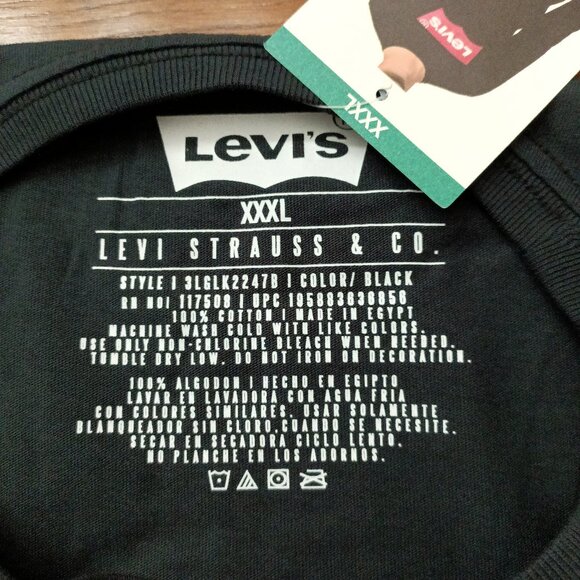 Levi's
XXXL
Levi's
XXXL
LEVI STRAUSS & CO.
STYLE | 3LGLK2247B | COLOR/ BLACK
RN NO| 117508 | UPC 195883636856
100% COTTON | MADE IN EGYPT
MACHINE WASH COLD WITH LIKE COLORS.
USE ONLY NON-CHLORINE BLEACH WHEN NEEDED.
TUMBLE DRY LOW. DO NOT IRON ON DECORATION.
100% ALGODON | HECHO EN EGIPTO
LAVAR EN LAVADORA CON AGUA FRIA
CON COLORES SIMILARES. USAR SOLAMENTE
BLANQUEADOR SIN CLORO,CUANDO SE NECESITE.
SECAR EN SECADORA CICLO LENTO.
NO PLANCHE EN LOS ADORNOS.